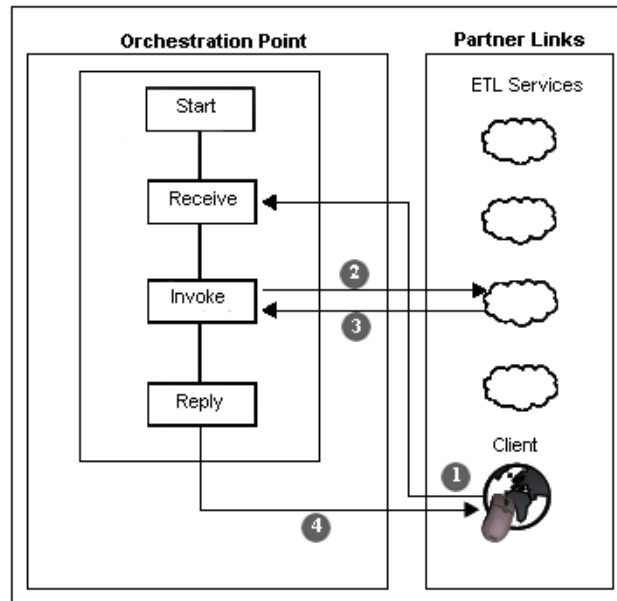 Orchestration Point
Partner Links
Start
Receive
Invoke
Reply
ETL Services
Client
1
2
3
4